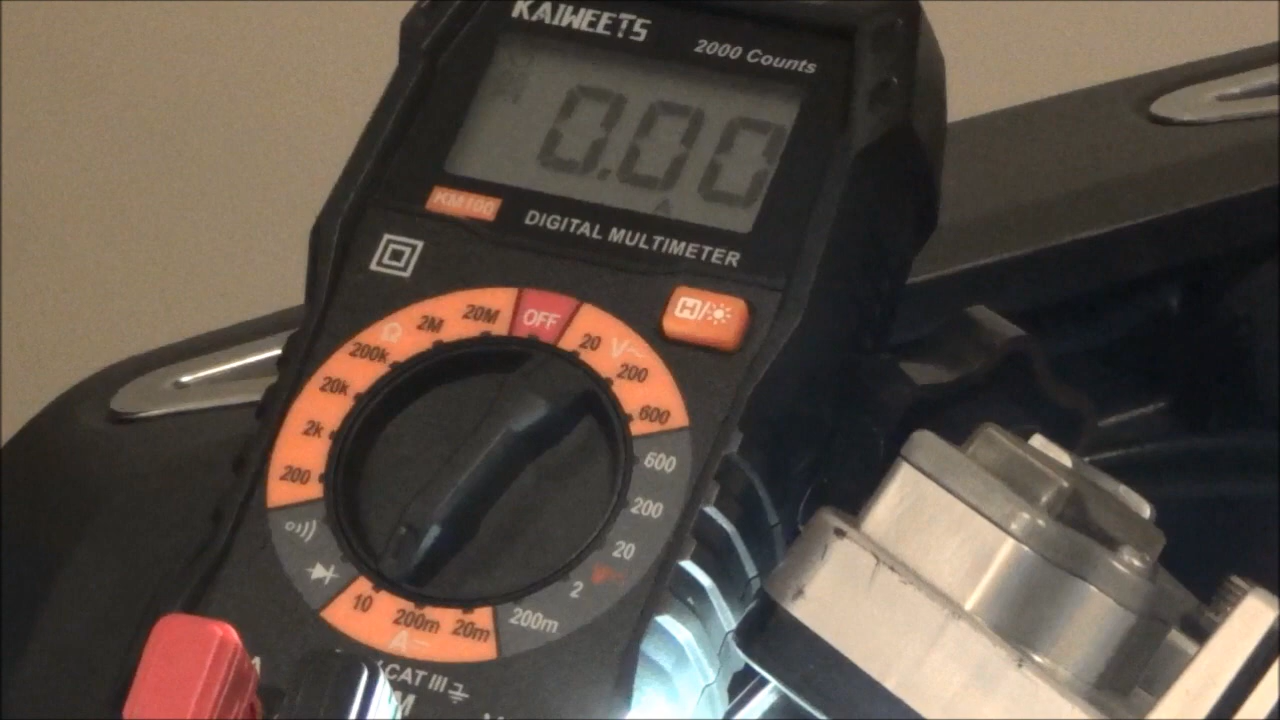 KAIWEETS
2000 Counts
0.00
KM100
DIGITAL MULTIMETER
H/
OFF
20M
2M
Ω
200k
20k
2k
200
20
V~
200
600
600
200
20
V
2
200m
20m
200m
10
A
A
CAT III